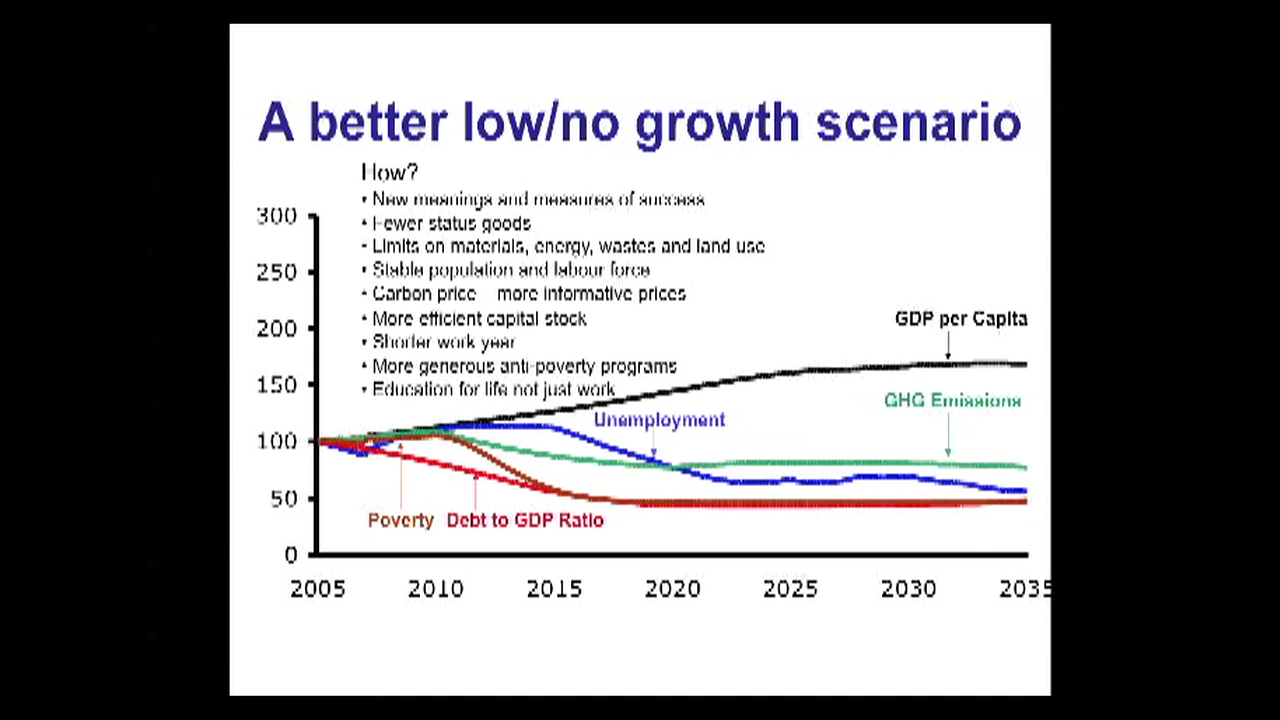 A better low/no growth scenario
How?
• New meanings and measures of success
• Fewer status goods
• Limits on materials, energy, wastes and land use
• Stable population and labour force
• Carbon price – more informative prices
• More efficient capital stock
• Shorter work year
• More generous anti-poverty programs
• Education for life not just work
300
250
200
150
100
50
0
GDP per Capita
GHG Emissions
Unemployment
Poverty
Debt to GDP Ratio
2005 2010 2015 2020 2025 2030 2035